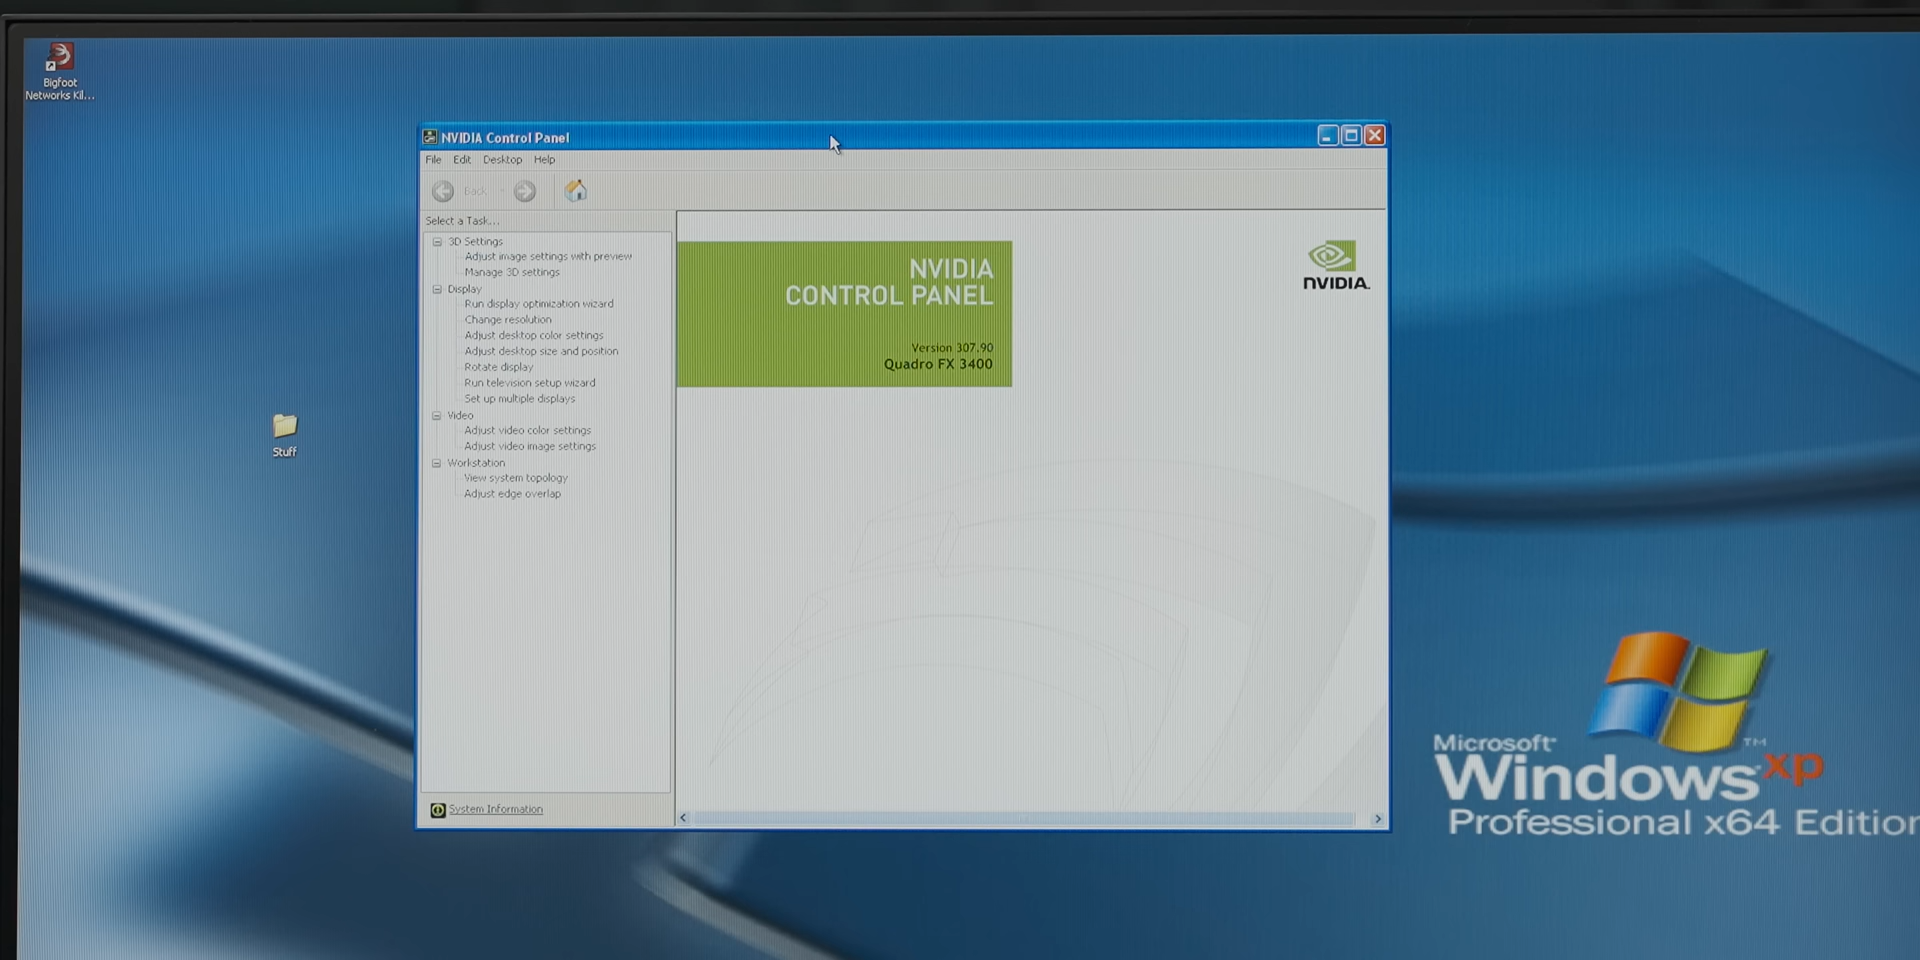 Bigfoot
Networks Kil...
NVIDIA Control Panel
File Edit Desktop Help
Back
Select a Task...
3D Settings
Adjust image settings with preview
Manage 3D settings
Display
Run display optimization wizard
Change resolution
Adjust desktop color settings
Adjust desktop size and position
Rotate display
Run television setup wizard
Set up multiple displays
Video
Adjust video color settings
Adjust video image settings
Workstation
View system topology
Adjust edge overlap
System Information
NVIDIA
CONTROL PANEL
Version 307.90
Quadro FX 3400
NVIDIA.
Stuff
Microsoft
Windows xp TM
Professional x64 Edition